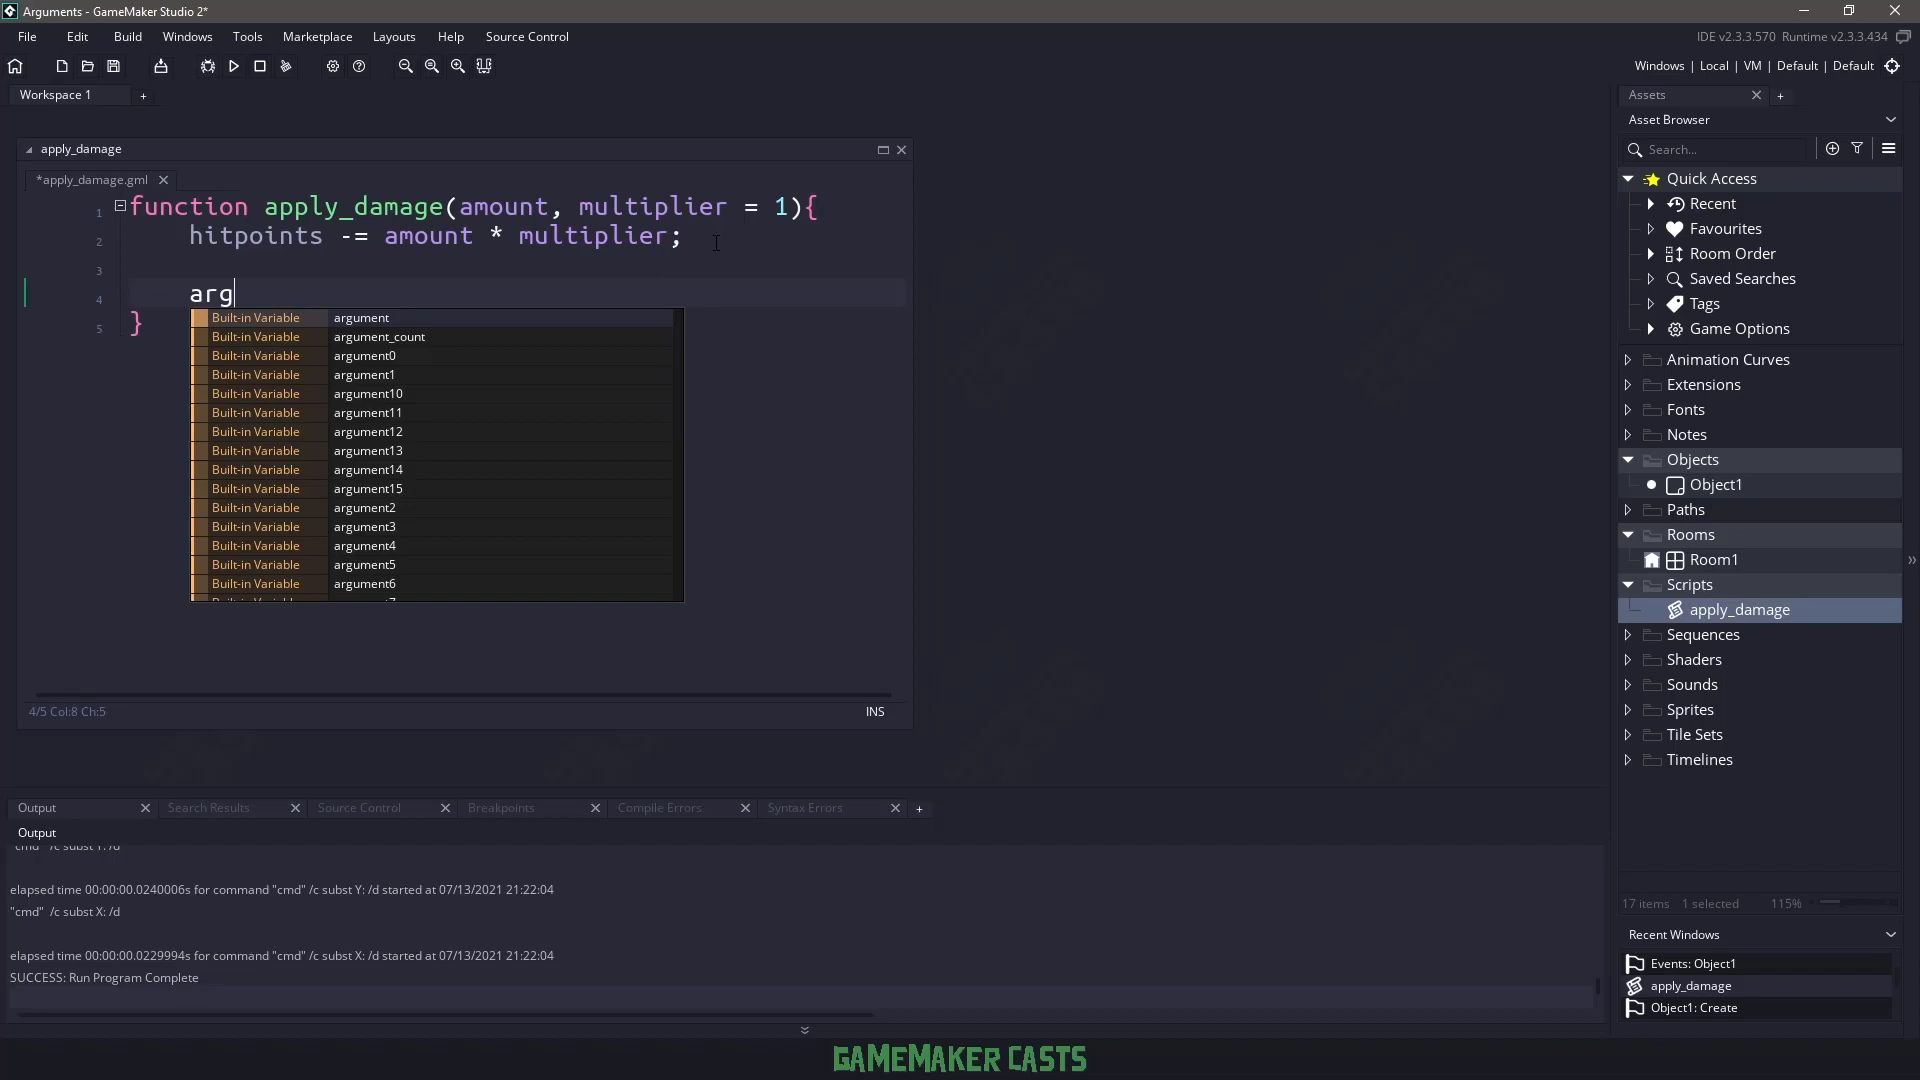 Arguments - GameMaker Studio 2*
File Edit Build Windows Tools Marketplace Layouts Help Source Control
IDE v2.3.3.570 Runtime v2.3.3.434
Windows | Local | VM | Default | Default
Workspace 1 +
apply_damage
*apply_damage.gml
1 function apply_damage(amount, multiplier = 1){
2 hitpoints -= amount * multiplier;
3
4 arg
5 }
Built-in Variable argument
Built-in Variable argument_count
Built-in Variable argument0
Built-in Variable argument1
Built-in Variable argument10
Built-in Variable argument11
Built-in Variable argument12
Built-in Variable argument13
Built-in Variable argument14
Built-in Variable argument15
Built-in Variable argument2
Built-in Variable argument3
Built-in Variable argument4
Built-in Variable argument5
Built-in Variable argument6
4/5 Col:8 Ch:5 INS
Assets
Asset Browser
Search...
Quick Access
Recent
Favourites
Room Order
Saved Searches
Tags
Game Options
Animation Curves
Extensions
Fonts
Notes
Objects
Object1
Paths
Rooms
Room1
Scripts
apply_damage
Sequences
Shaders
Sounds
Sprites
Tile Sets
Timelines
17 items 1 selected 115%
Recent Windows
Events: Object1
apply_damage
Object1: Create
Output Search Results Source Control Breakpoints Compile Errors Syntax Errors +
Output
elapsed time 00:00:00.0240006s for command "cmd" /c subst Y: /d started at 07/13/2021 21:22:04
"cmd" /c subst X: /d
elapsed time 00:00:00.0229994s for command "cmd" /c subst X: /d started at 07/13/2021 21:22:04
SUCCESS: Run Program Complete
GAMEMAKER CASTS